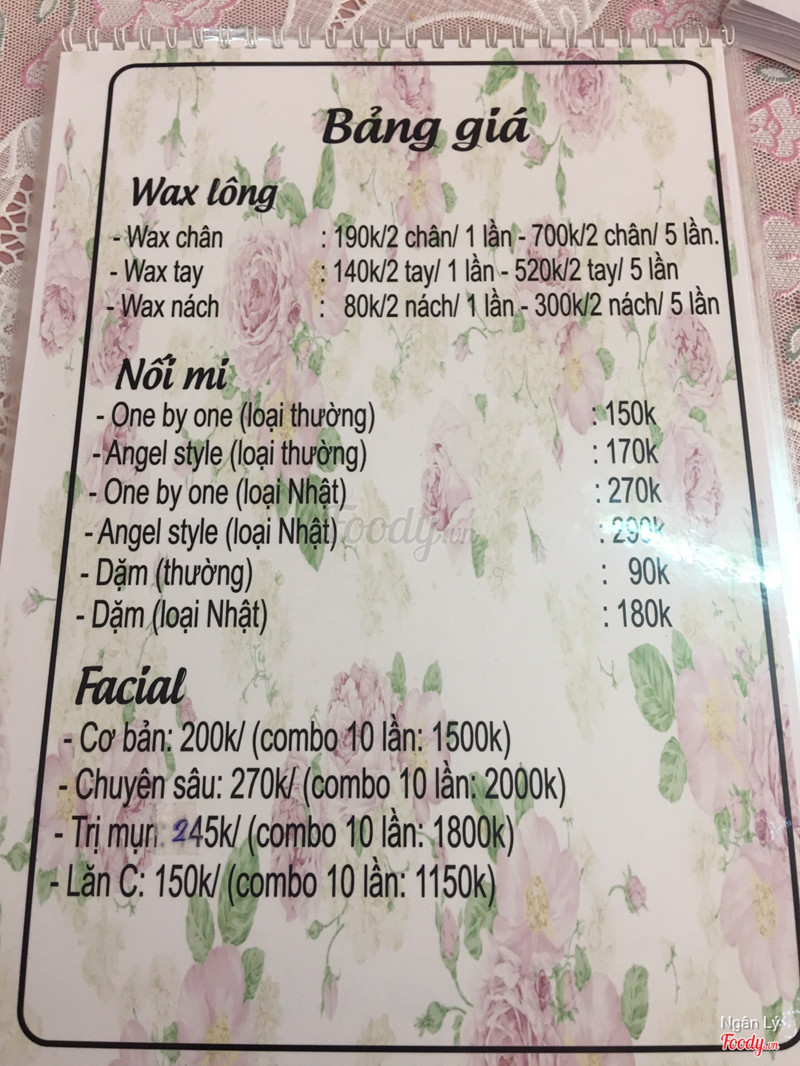 Bảng giá
Wax lông
- Wax chân : 190k/2 chân/ 1 lần - 700k/2 chân/ 5 lần.
- Wax tay : 140k/2 tay/ 1 lần - 520k/2 tay/ 5 lần
- Wax nách : 80k/2 nách/ 1 lần - 300k/2 nách/ 5 lần
Nối mi
- One by one (loại thường) : 150k
- Angel style (loại thường) : 170k
- One by one (loại Nhật) : 270k
- Angel style (loại Nhật) : 290k
Foody.vn
- Dặm (thường) : 90k
- Dặm (loại Nhật) : 180k
Facial
- Cơ bản: 200k/ (combo 10 lần: 1500k)
- Chuyên sâu: 270k/ (combo 10 lần: 2000k)
- Trị mụn: 245k/ (combo 10 lần: 1800k)
- Lăn C: 150k/ (combo 10 lần: 1150k)
Ngân Lý
Foody.vn